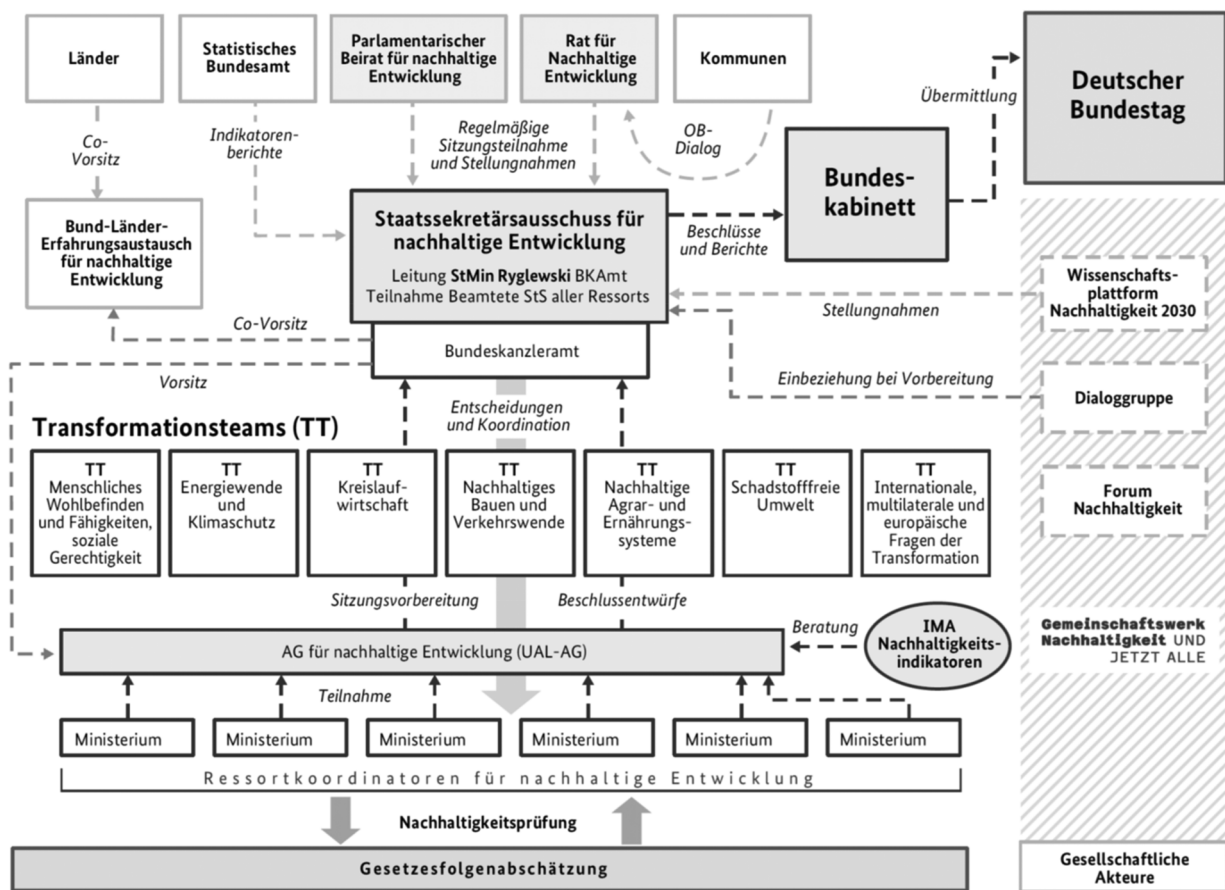 Länder
Statistisches
Bundesamt
Parlamentarischer
Beirat für nachhaltige
Entwicklung
Rat für
Nachhaltige
Entwicklung
Kommunen
Deutscher
Bundestag
Übermittlung
Co-
Vorsitz
Indikatoren-
berichte
Regelmäßige
Sitzungsteilnahme
und Stellungnahmen
OB-
Dialog
Bundes-
kabinett
Bund-Länder-
Erfahrungsaustausch
für nachhaltige
Entwicklung
Staatssekretärsausschuss für
nachhaltige Entwicklung
Leitung StMin Ryglewski BKAmt
Teilnahme Beamtete StS aller Ressorts
Beschlüsse
und Berichte
Wissenschafts-
plattform
Nachhaltigkeit 2030
Stellungnahmen
Co-Vorsitz
Bundeskanzleramt
Vorsitz
Einbeziehung bei Vorbereitung
Dialoggruppe
Entscheidungen
und Koordination
Transformationsteams (TT)
TT
Menschliches
Wohlbefinden
und Fähigkeiten,
soziale
Gerechtigkeit
TT
Energiewende
und
Klimaschutz
TT
Kreislauf-
wirtschaft
TT
Nachhaltiges
Bauen und
Verkehrswende
TT
Nachhaltige
Agrar- und
Ernährungs-
systeme
TT
Schadstofffreie
Umwelt
TT
Internationale,
multilaterale und
europäische
Fragen der
Transformation
Forum
Nachhaltigkeit
Sitzungsvorbereitung
Beschlussentwürfe
AG für nachhaltige Entwicklung (UAL-AG)
Beratung
IMA
Nachhaltigkeits-
indikatoren
Gemeinschaftswerk
Nachhaltigkeit UND
JETZT ALLE
Teilnahme
Ministerium
Ministerium
Ministerium
Ministerium
Ministerium
Ministerium
Ressortkoordinatoren für nachhaltige Entwicklung
Nachhaltigkeitsprüfung
Gesetzesfolgenabschätzung
Gesellschaftliche
Akteure